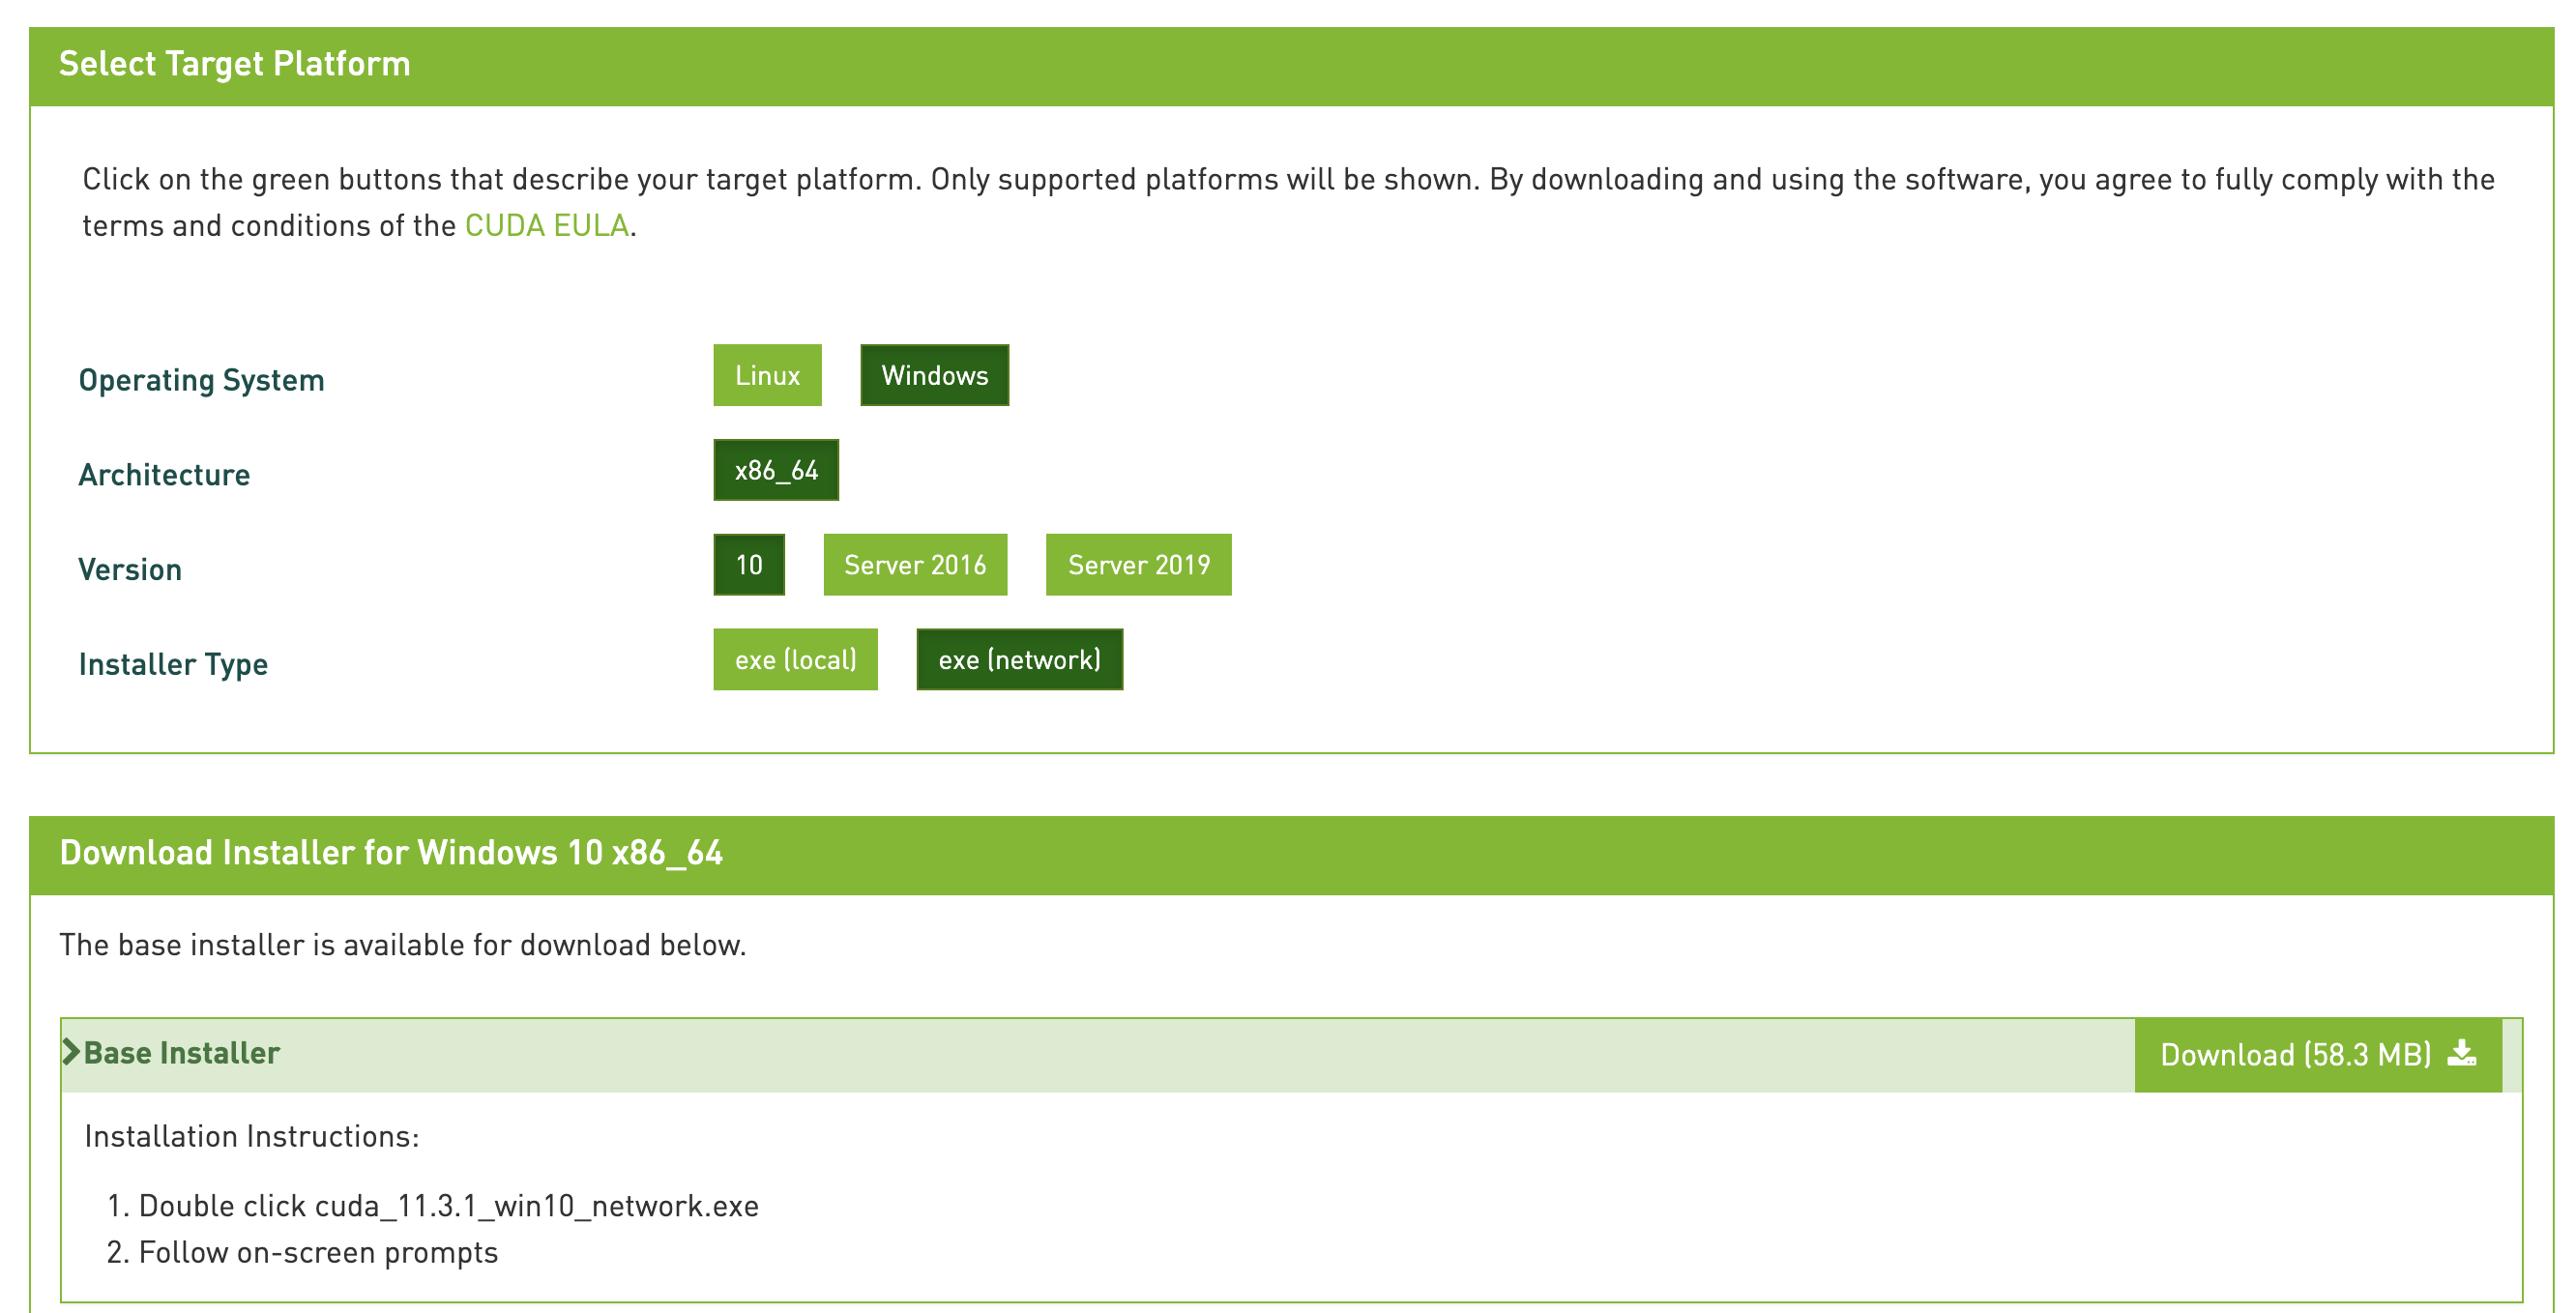 Select Target Platform
Click on the green buttons that describe your target platform. Only supported platforms will be shown. By downloading and using the software, you agree to fully comply with the
terms and conditions of the CUDA EULA.
Operating System Linux Windows
Architecture x86_64
Version 10 Server 2016 Server 2019
Installer Type exe (local) exe (network)
Download Installer for Windows 10 x86_64
The base installer is available for download below.
Base Installer Download (58.3 MB)
Installation Instructions:
1. Double click cuda_11.3.1_win10_network.exe
2. Follow on-screen prompts